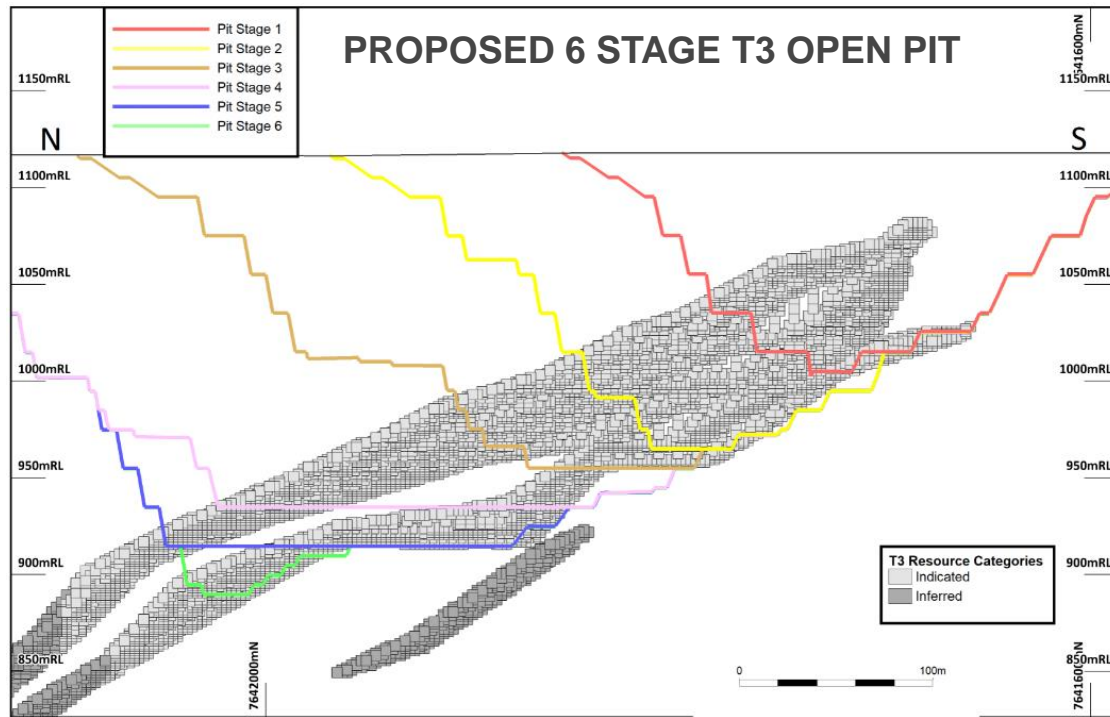 Pit Stage 1
Pit Stage 2
Pit Stage 3
Pit Stage 4
Pit Stage 5
Pit Stage 6
PROPOSED 6 STAGE T3 OPEN PIT
541600mN
1150mRL
1150mRL
N
S
1100mRL
1100mRL
1050mRL
1050mRL
1000mRL
1000mRL
950mRL
950mRL
900mRL
900mRL
T3 Resource Categories
Indicated
Inferred
850mRL
850mRL
7642000mN
0
100m
7641600mN